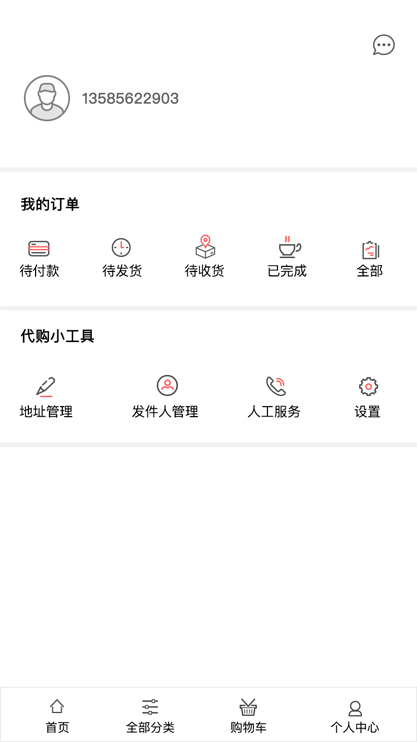 13585622903
我的订单
待付款 待发货 待收货 已完成 全部
代购小工具
地址管理 发件人管理 人工服务 设置
首页 全部分类 购物车 个人中心